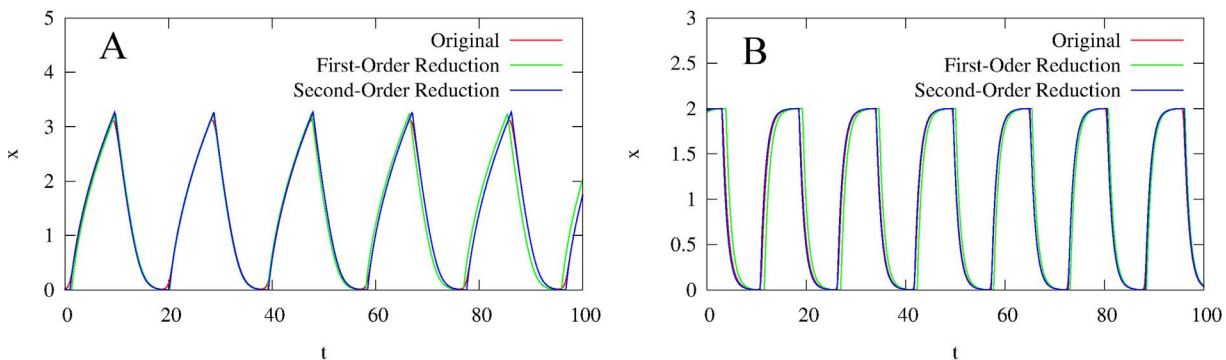 A
Original
First-Order Reduction
Second-Order Reduction
x
5
4
3
2
1
0
0 20 40 60 80 100
t
B
Original
First-Oder Reduction
Second-Order Reduction
x
3
2.5
2
1.5
1
0.5
0
0 20 40 60 80 100
t